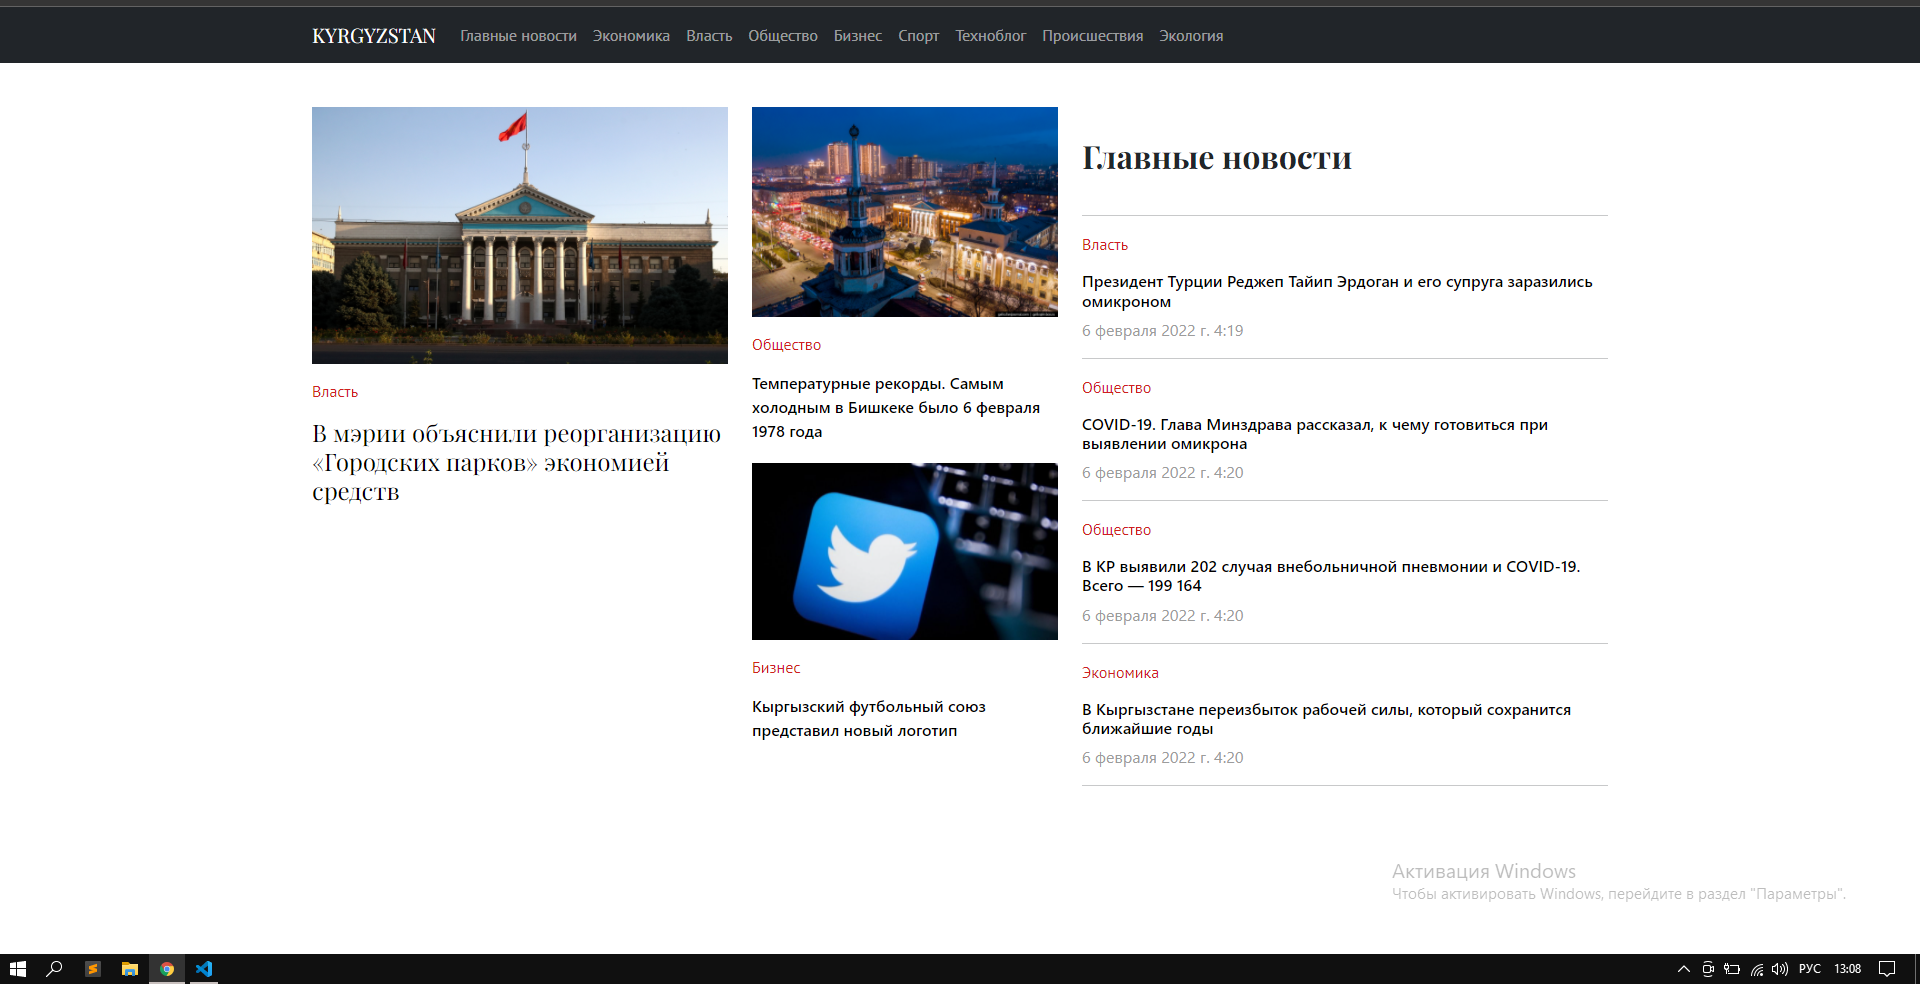 KYRGYZSTAN Главные новости Экономика Власть Общество Бизнес Спорт Техноблог Происшествия Экология
Власть
В мэрии объяснили реорганизацию
«Городских парков» экономией
средств
Общество
Температурные рекорды. Самым
холодным в Бишкеке было 6 февраля
1978 года
Бизнес
Кыргызский футбольный союз
представил новый логотип
Главные новости
Власть
Президент Турции Реджеп Тайип Эрдоган и его супруга заразились
омикроном
6 февраля 2022 г. 4:19
Общество
COVID-19. Глава Минздрава рассказал, к чему готовиться при
выявлении омикрона
6 февраля 2022 г. 4:20
Общество
В КР выявили 202 случая внебольничной пневмонии и COVID-19.
Всего — 199 164
6 февраля 2022 г. 4:20
Экономика
В Кыргызстане переизбыток рабочей силы, который сохранится
ближайшие годы
6 февраля 2022 г. 4:20
Активация Windows
Чтобы активировать Windows, перейдите в раздел "Параметры".
РУС 13:08